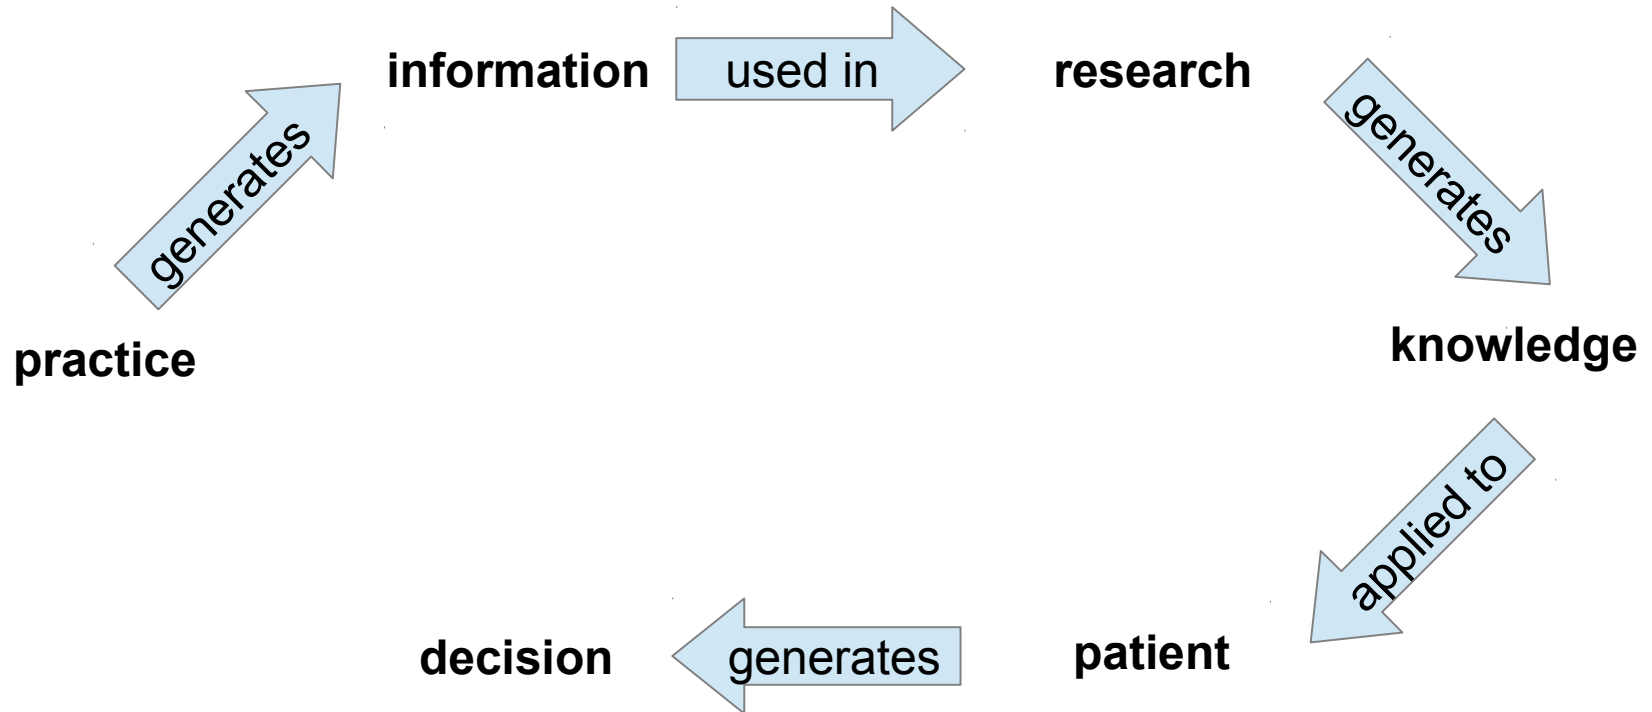 information
used in
research
generates
generates
practice
knowledge
applied to
decision
generates
patient